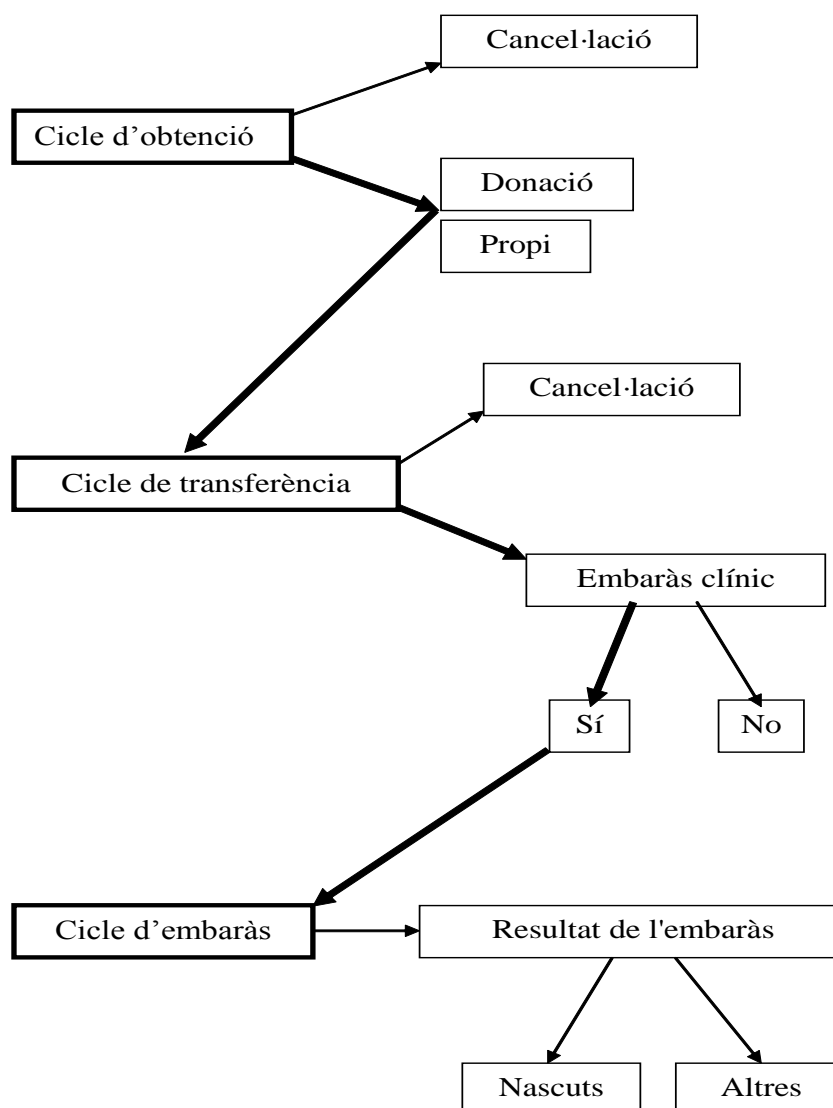 Cancel·lació
Cicle d’obtenció
Donació
Propi
Cancel·lació
Cicle de transferència
Embaràs clínic
Sí
No
Cicle d’embaràs
Resultat de l'embaràs
Nascuts
Altres